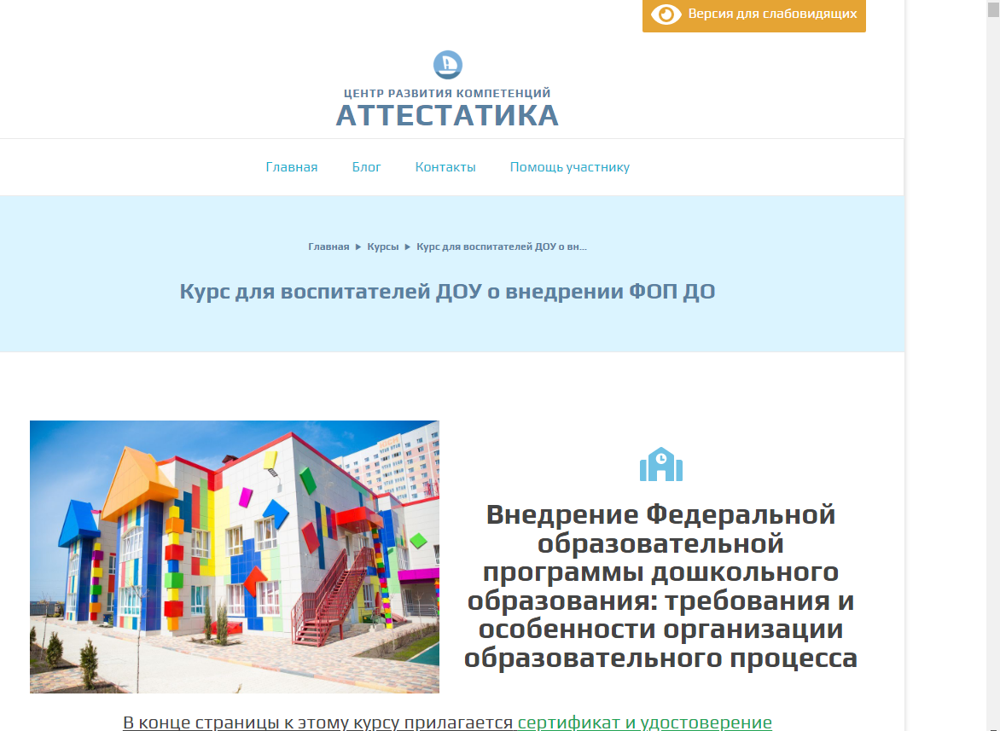 Версия для слабовидящих
ЦЕНТР РАЗВИТИЯ КОМПЕТЕНЦИЙ
АТТЕСТАТИКА
Главная Блог Контакты Помощь участнику
Главная Курсы Курс для воспитателей ДОУ о вн...
Курс для воспитателей ДОУ о внедрении ФОП ДО
Внедрение Федеральной
образовательной
программы дошкольного
образования: требования и
особенности организации
образовательного процесса
В конце страницы к этому курсу прилагается сертификат и удостоверение